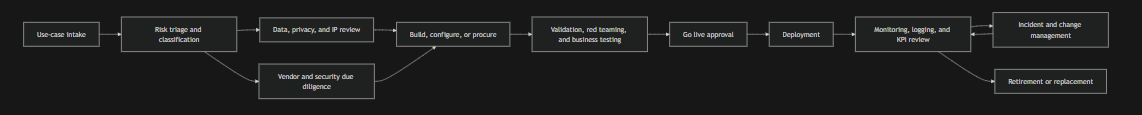 Use-case intake
Risk triage and
classification
Data, privacy, and IP review
Vendor and security due
diligence
Build, configure, or procure
Validation, red teaming,
and business testing
Go live approval
Deployment
Monitoring, logging, and
KPI review
Incident and change
management
Retirement or replacement